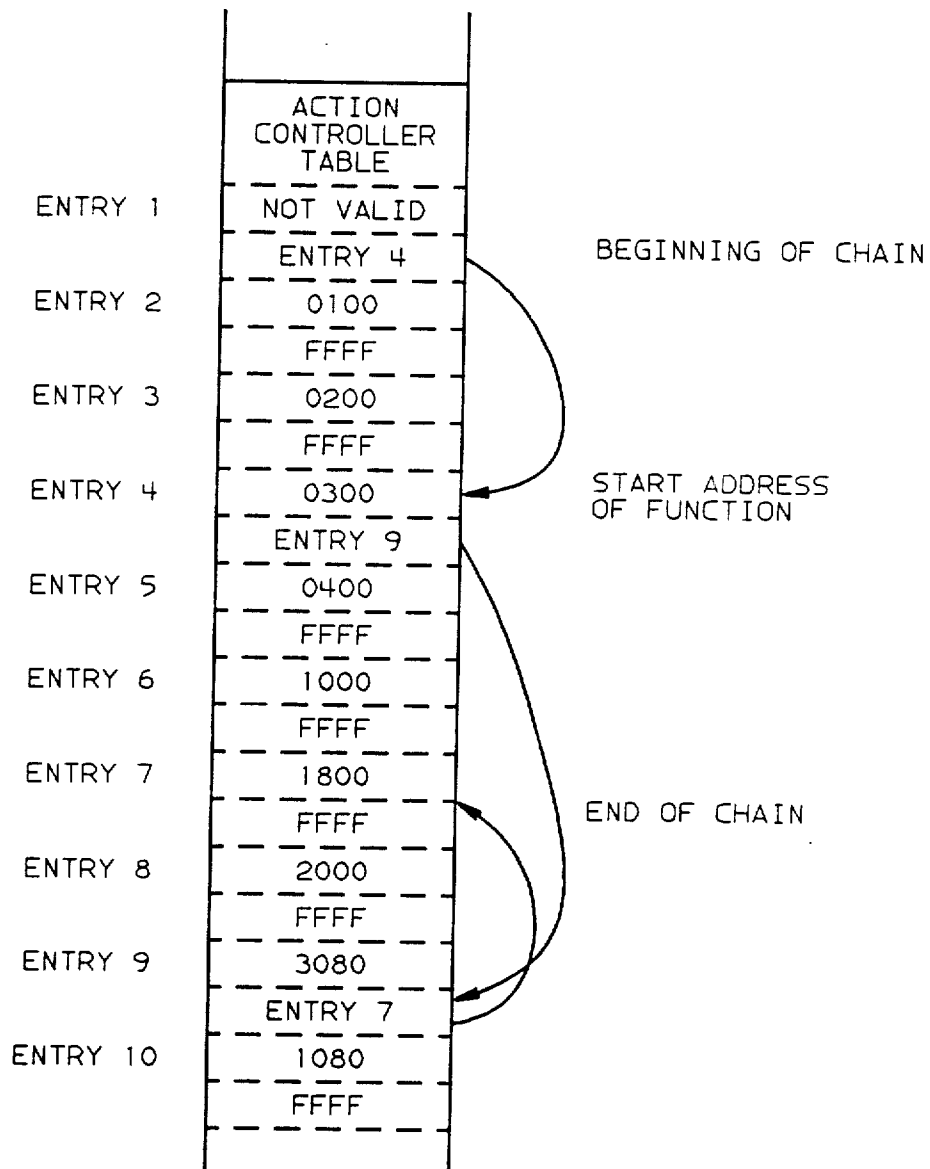 ACTION
CONTROLLER
TABLE
ENTRY 1
NOT VALID
ENTRY 4
BEGINNING OF CHAIN
ENTRY 2
0100
FFFF
ENTRY 3
0200
FFFF
ENTRY 4
0300
START ADDRESS
OF FUNCTION
ENTRY 9
ENTRY 5
0400
FFFF
ENTRY 6
1000
FFFF
ENTRY 7
1800
END OF CHAIN
FFFF
ENTRY 8
2000
FFFF
ENTRY 9
3080
ENTRY 7
ENTRY 10
1080
FFFF